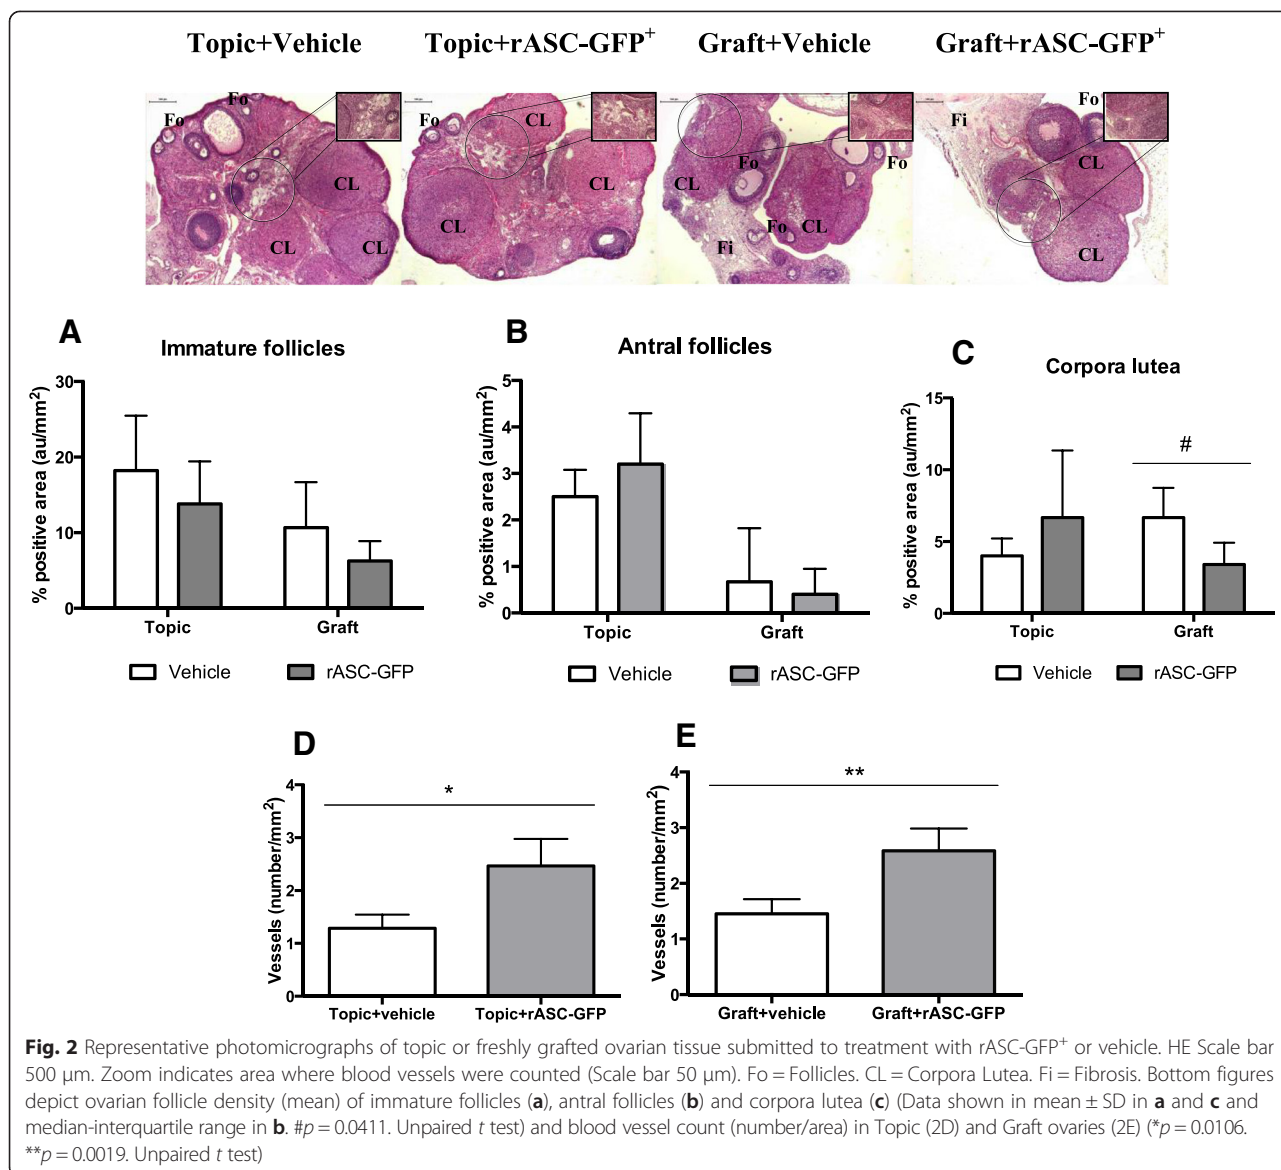 Topic+Vehicle Topic+rASC-GFP+ Graft+Vehicle Graft+rASC-GFP+
Fo Fo CL CL CL
Fo CL CL CL
CL Fo Fo Fo CL Fi
Fi Fo Fo CL CL
A
Immature follicles
% positive area (au/mm²)
30
20
10
0
Topic Graft
Vehicle rASC-GFP
B
Antral follicles
% positive area (au/mm²)
5
4
3
2
1
0
Topic Graft
Vehicle rASC-GFP
C
Corpora lutea
% positive area (au/mm²)
15
10
5
0
#
Topic Graft
Vehicle rASC-GFP
D
Vessels (number/mm²)
4
3
2
1
0
*
Topic+vehicle Topic+rASC-GFP
E
Vessels (number/mm²)
4
3
2
1
0
**
Graft+vehicle Graft+rASC-GFP
Fig. 2 Representative photomicrographs of topic or freshly grafted ovarian tissue submitted to treatment with rASC-GFP+ or vehicle. HE Scale bar
500 μm. Zoom indicates area where blood vessels were counted (Scale bar 50 μm). Fo = Follicles. CL = Corpora Lutea. Fi = Fibrosis. Bottom figures
depict ovarian follicle density (mean) of immature follicles (a), antral follicles (b) and corpora lutea (c) (Data shown in mean ± SD in a and c and
median-interquartile range in b. #p = 0.0411. Unpaired t test) and blood vessel count (number/area) in Topic (2D) and Graft ovaries (2E) (*p = 0.0106.
**p = 0.0019. Unpaired t test)